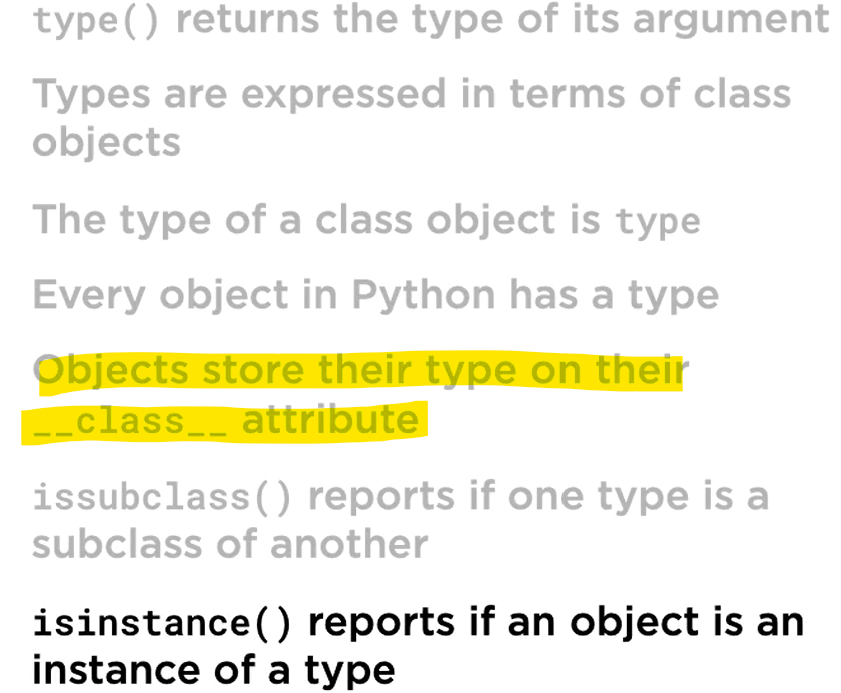 type() returns the type of its argument
Types are expressed in terms of class
objects
The type of a class object is type
Every object in Python has a type
Objects store their type on their
__class__ attribute
issubclass() reports if one type is a
subclass of another
isinstance() reports if an object is an
instance of a type